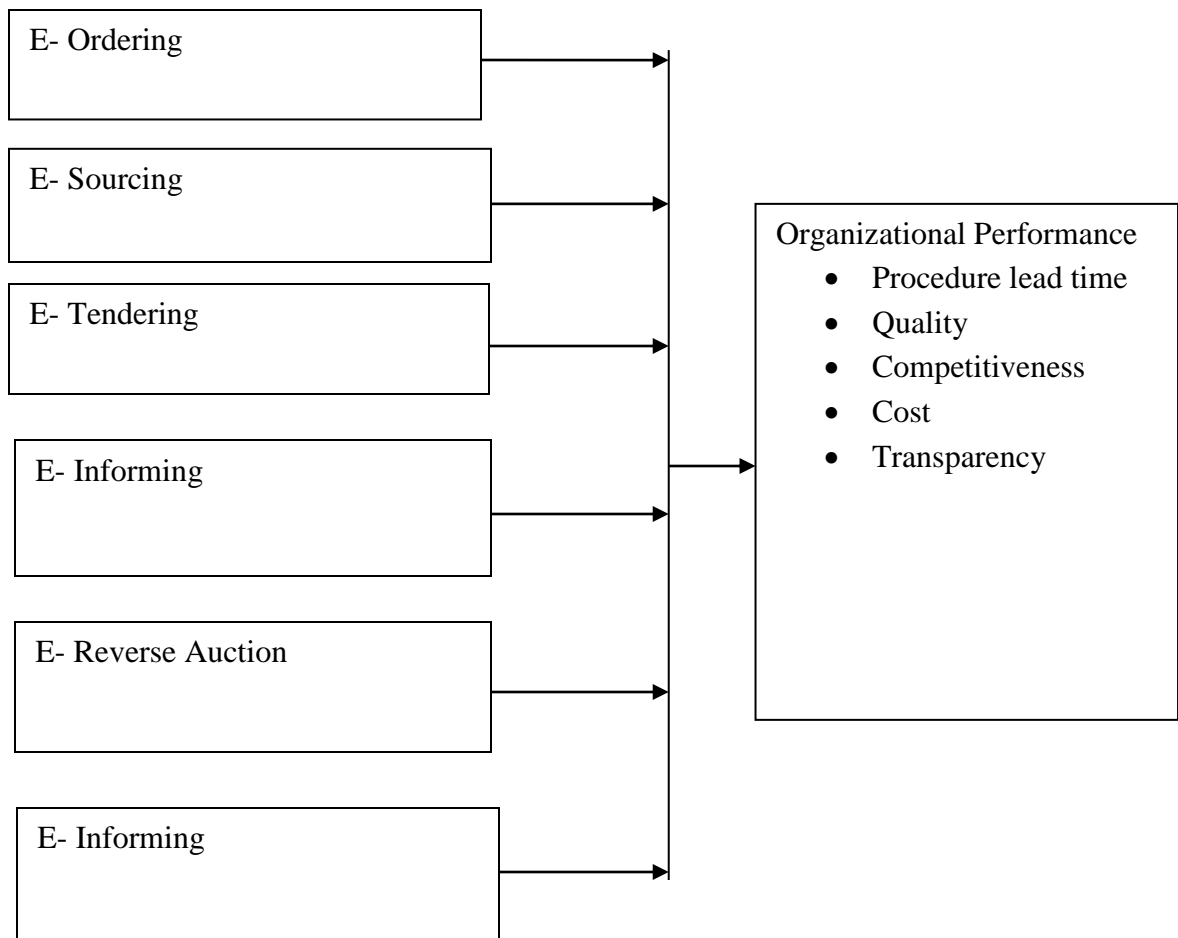 E- Ordering
E- Sourcing
E- Tendering
E- Informing
E- Reverse Auction
E- Informing
Organizational Performance
• Procedure lead time
• Quality
• Competitiveness
• Cost
• Transparency